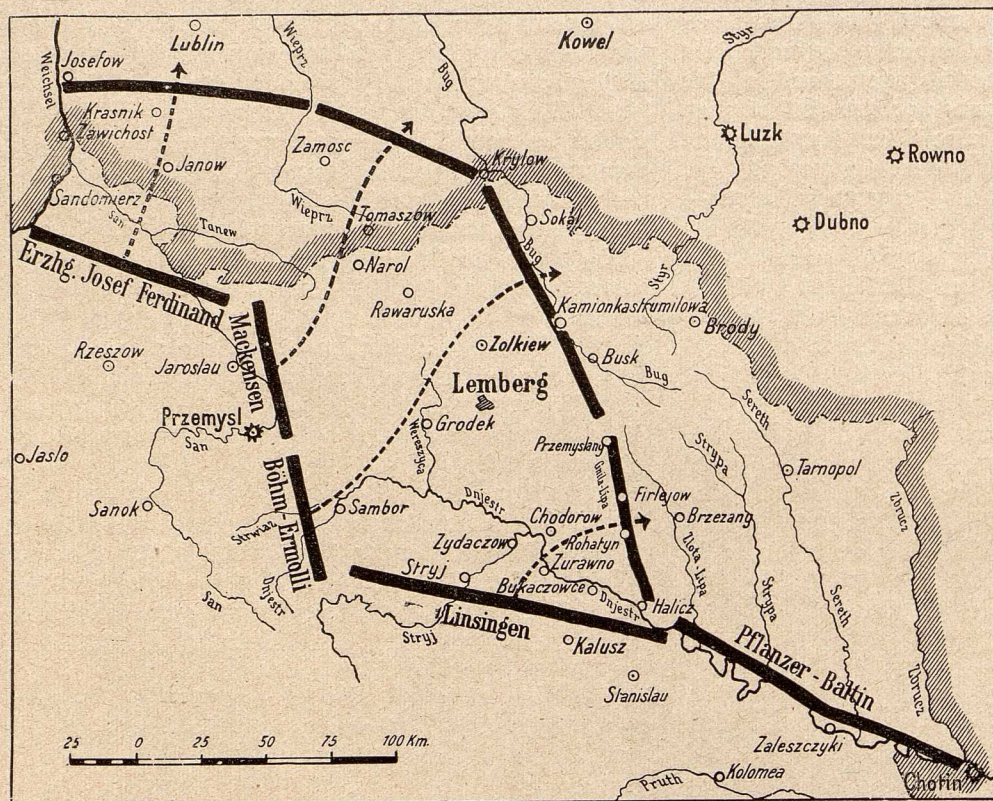 Lublin
Kowel
Styr
Weichsel
Josefow
Wieprz
Bug
Krasnik
Zawichost
Janow
Zamosc
Krylow
Luzk
Rowno
Sandomierz
San
Tanew
Wieprz
Tomaszow
Sokal
Dubno
Erzhg. Josef Ferdinand
Narol
Bug
Styr
Rawaruska
Kamionkastrumilowa
Brody
Rzeszow
Jaroslau
Mackensen
Zolkiew
Busk
Bug
Lemberg
Sereth
Przemysl
San
Grodek
Wereszyca
Przemyslany
Gnila-Lipa
Strypa
Jaslo
Tarnopol
Zbrucz
Sanok
Böhm-Ermolli
Sambor
Dnjestr
Firlejow
Strwiaz
Chodorow
Brzezany
Zydaczow
Rohatyn
Zurawno
Zlota-Lipa
Stryj
Bukaczowce
Dnjestr
Halicz
Strypa
Sereth
San
Dnjestr
Stryj
Linsingen
Kalusz
Pflanzer-Baltin
Zbrucz
Stanislau
Zaleszczyki
25 0 25 50 75 100 Km.
Pruth
Kolomea
Chotin